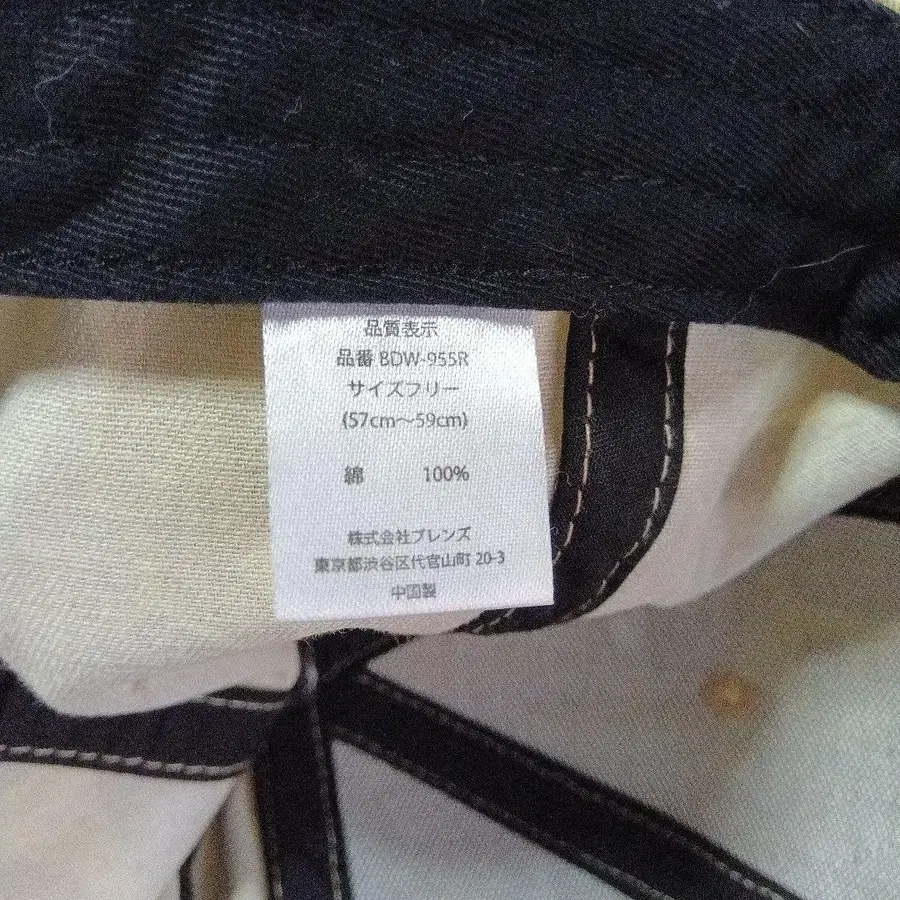 品質表示
品番 BDW-955R
サイズフリー
(57cm～59cm)
綿 100%
株式会社ブレンズ
東京都渋谷区代官山町 20-3
中国製